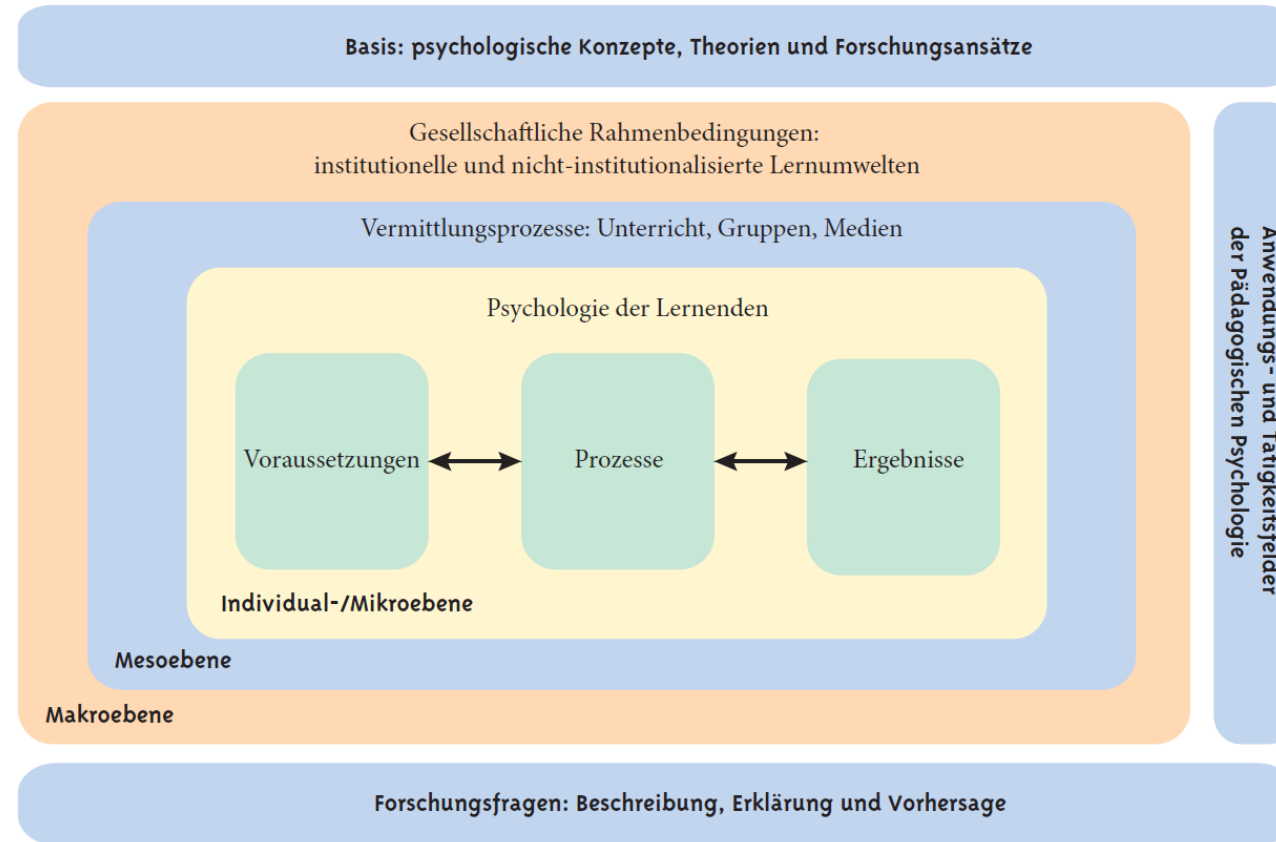 Basis: psychologische Konzepte, Theorien und Forschungsansätze
Gesellschaftliche Rahmenbedingungen:
institutionelle und nicht-institutionalisierte Lernumwelten
Vermittlungsprozesse: Unterricht, Gruppen, Medien
Psychologie der Lernenden
Voraussetzungen
Prozesse
Ergebnisse
Individual-/Mikroebene
Mesoebene
Makroebene
Anwendungs- und Tätigkeitsfelder
der Pädagogischen Psychologie
Forschungsfragen: Beschreibung, Erklärung und Vorhersage